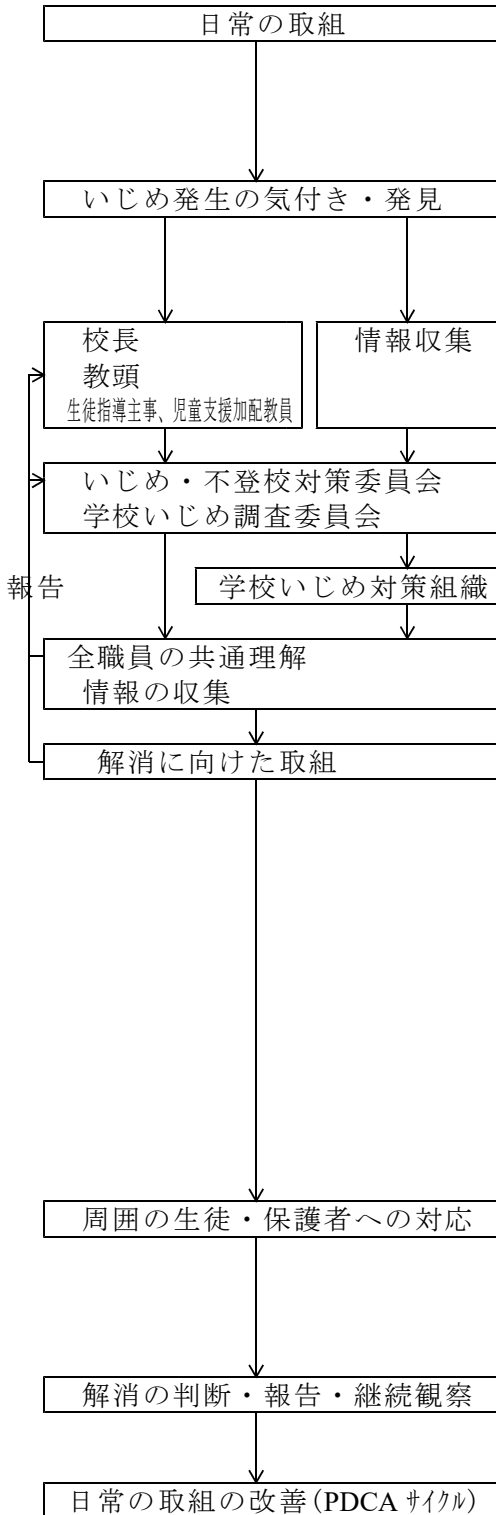 日常の取組
いじめ発生の気付き・発見
校長
教頭
生徒指導主事、児童支援加配教員
情報収集
いじめ・不登校対策委員会
学校いじめ調査委員会
報告
学校いじめ対策組織
全職員の共通理解
情報の収集
解消に向けた取組
周囲の生徒・保護者への対応
解消の判断・報告・継続観察
日常の取組の改善(PDCA ｻｲｸﾙ)